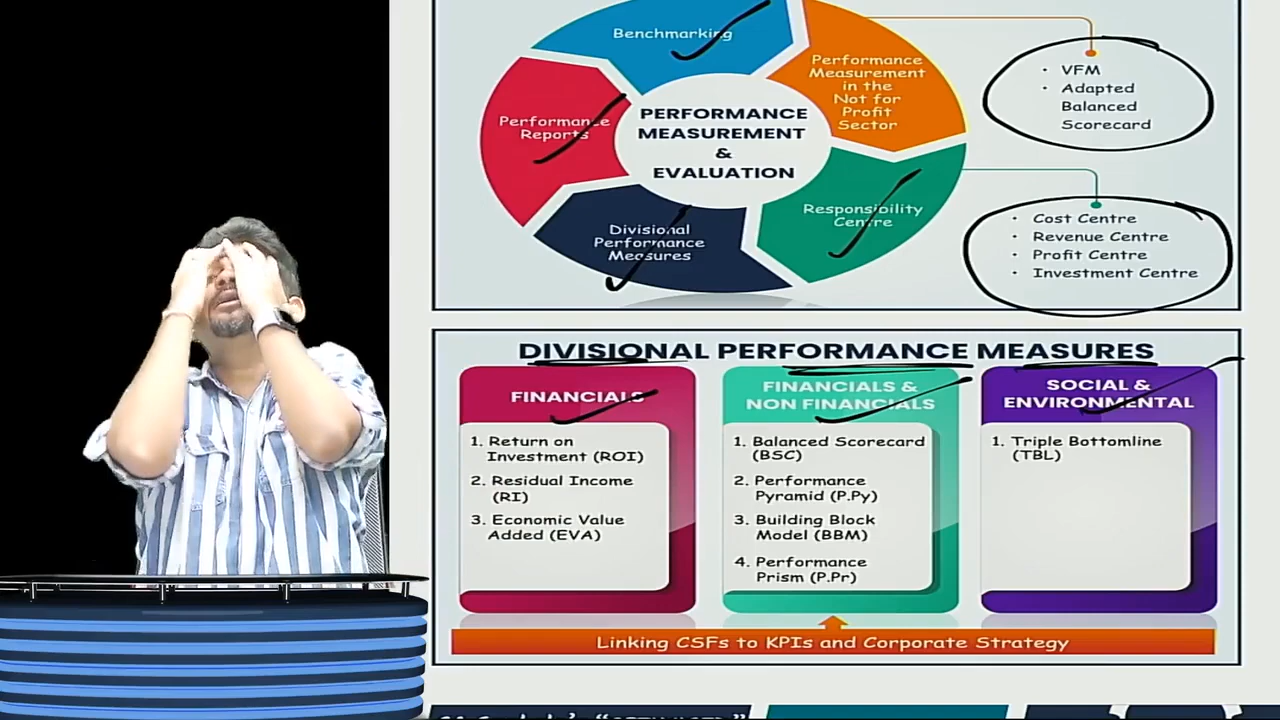 Benchmarking
Performance
Measurement
in the
Not for
Profit
Sector
• VFM
• Adapted
Balanced
Scorecard
Performance
Reports
PERFORMANCE
MEASUREMENT
&
EVALUATION
Responsibility
Centre
• Cost Centre
• Revenue Centre
• Profit Centre
• Investment Centre
Divisional
Performance
Measures
DIVISIONAL PERFORMANCE MEASURES
FINANCIALS
1. Return on
Investment (ROI)
2. Residual Income
(RI)
3. Economic Value
Added (EVA)
FINANCIALS &
NON FINANCIALS
1. Balanced Scorecard
(BSC)
2. Performance
Pyramid (P.Py)
3. Building Block
Model (BBM)
4. Performance
Prism (P.Pr)
SOCIAL &
ENVIRONMENTAL
1. Triple Bottomline
(TBL)
Linking CSFs to KPIs and Corporate Strategy